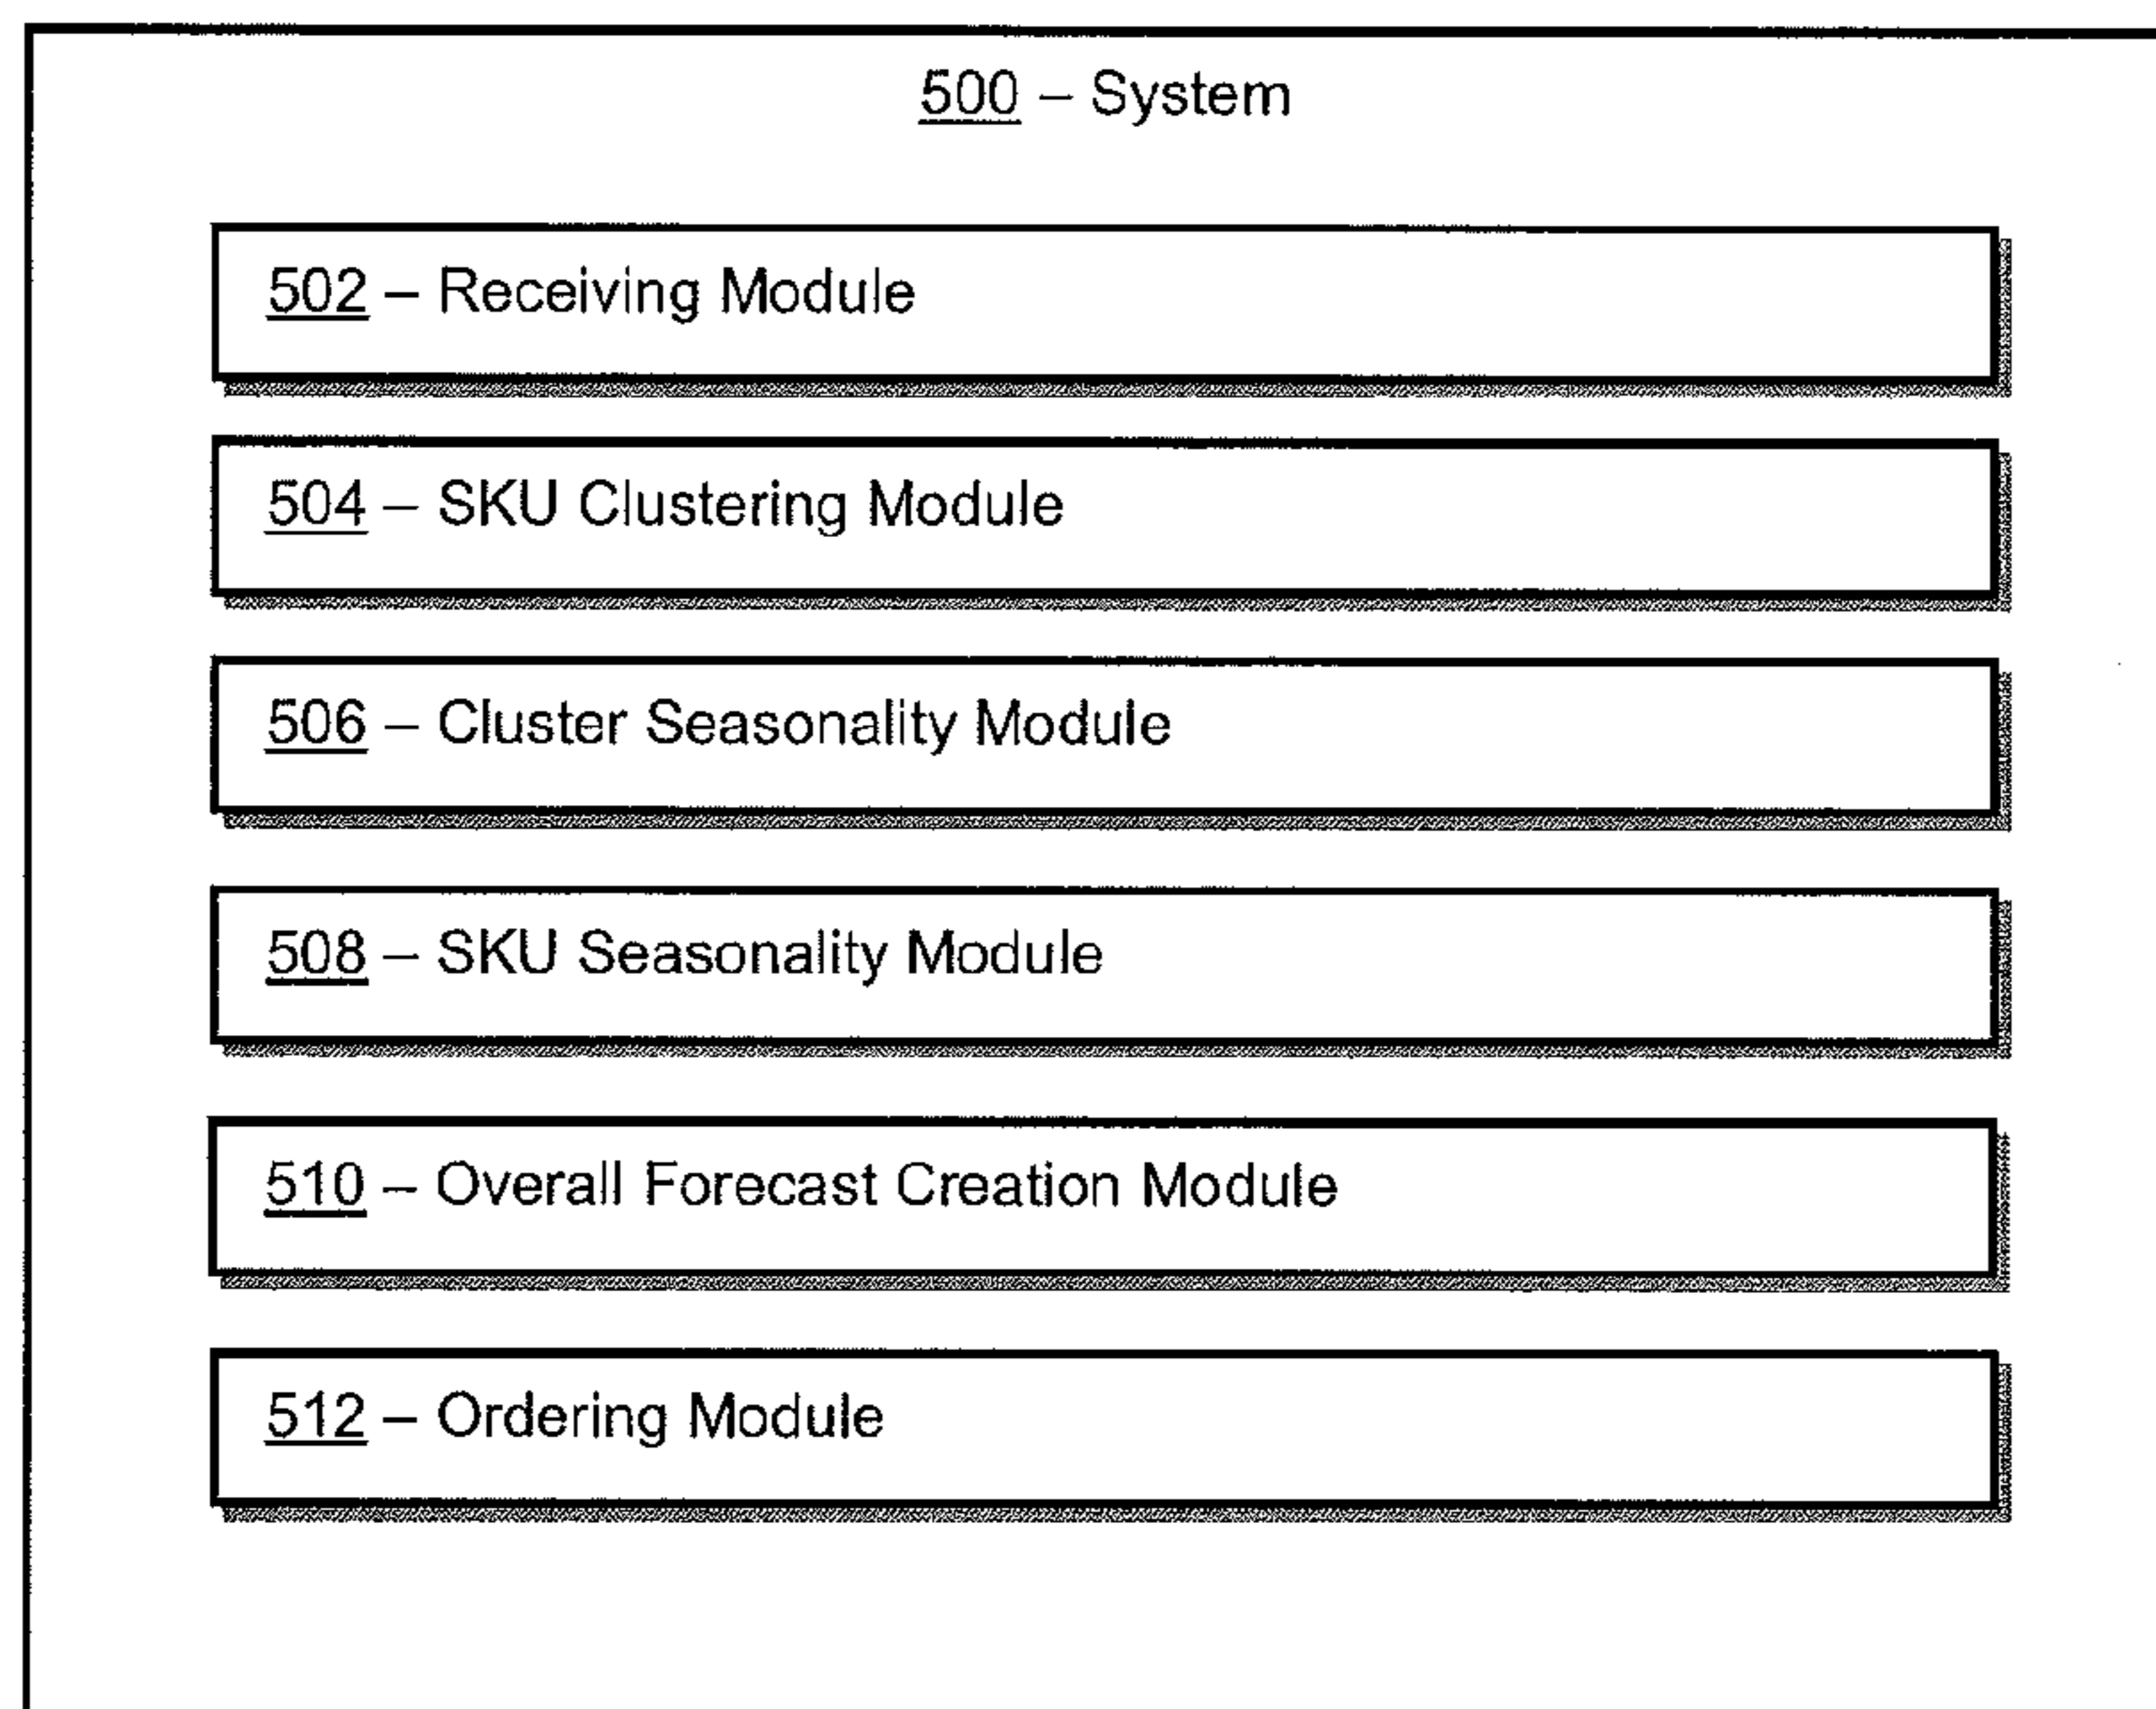 500 – System
502 – Receiving Module
504 – SKU Clustering Module
506 – Cluster Seasonality Module
508 – SKU Seasonality Module
510 – Overall Forecast Creation Module
512 – Ordering Module